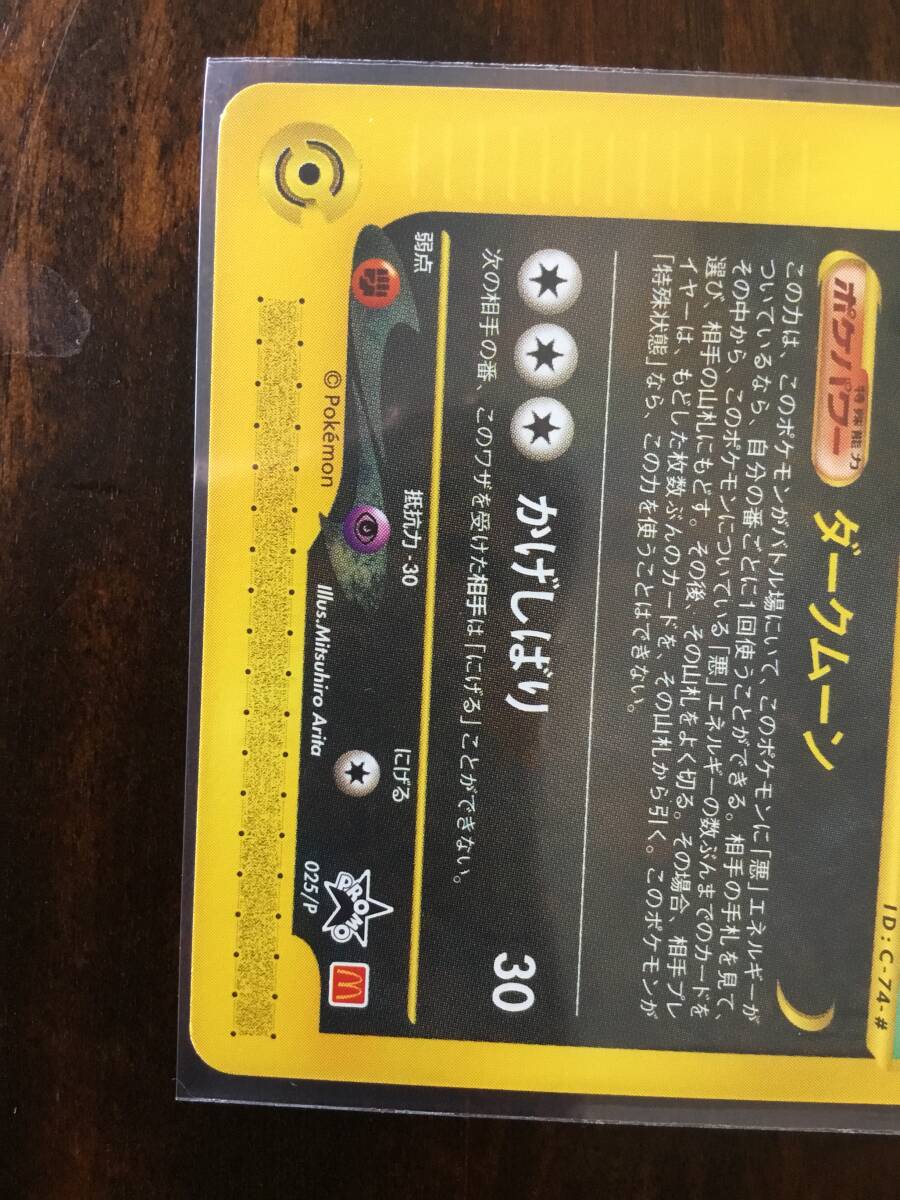 ID:C-74-#
ポケパワー
特殊能力
ダークムーン
この力は、このポケモンがバトル場にいて、このポケモンに「悪」エネルギーが
ついているなら、自分の番ごとに1回使うことができる。相手の手札を見て、
その中から、このポケモンについている「悪」エネルギーの数ぶんまでのカードを
選び、相手の山札にもどす。その後、その山札をよく切る。その場合、相手プレ
イヤーは、もどした枚数ぶんのカードを、その山札から引く。このポケモンが
「特殊状態」なら、この力を使うことはできない。
かげしばり 30
次の相手の番、このワザを受けた相手は「にげる」ことができない。
弱点 抵抗力 -30 にげる
© Pokémon Illus.Mitsuhiro Arita 025/P PROMO